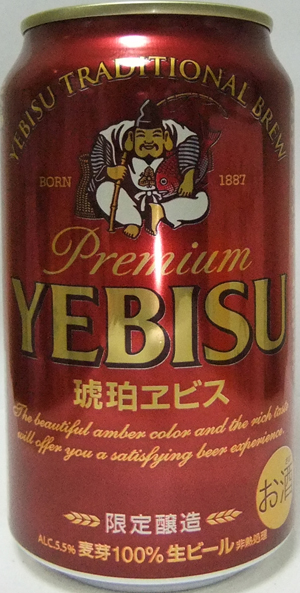 YEBISU TRADITIONAL BREW
BORN 1887
Premium
YEBISU
琥珀ヱビス
The beautiful amber color and the rich taste
will offer you a satisfying beer experience.
お酒
限定醸造
ALC.5.5% 麦芽100% 生ビール 非熱処理